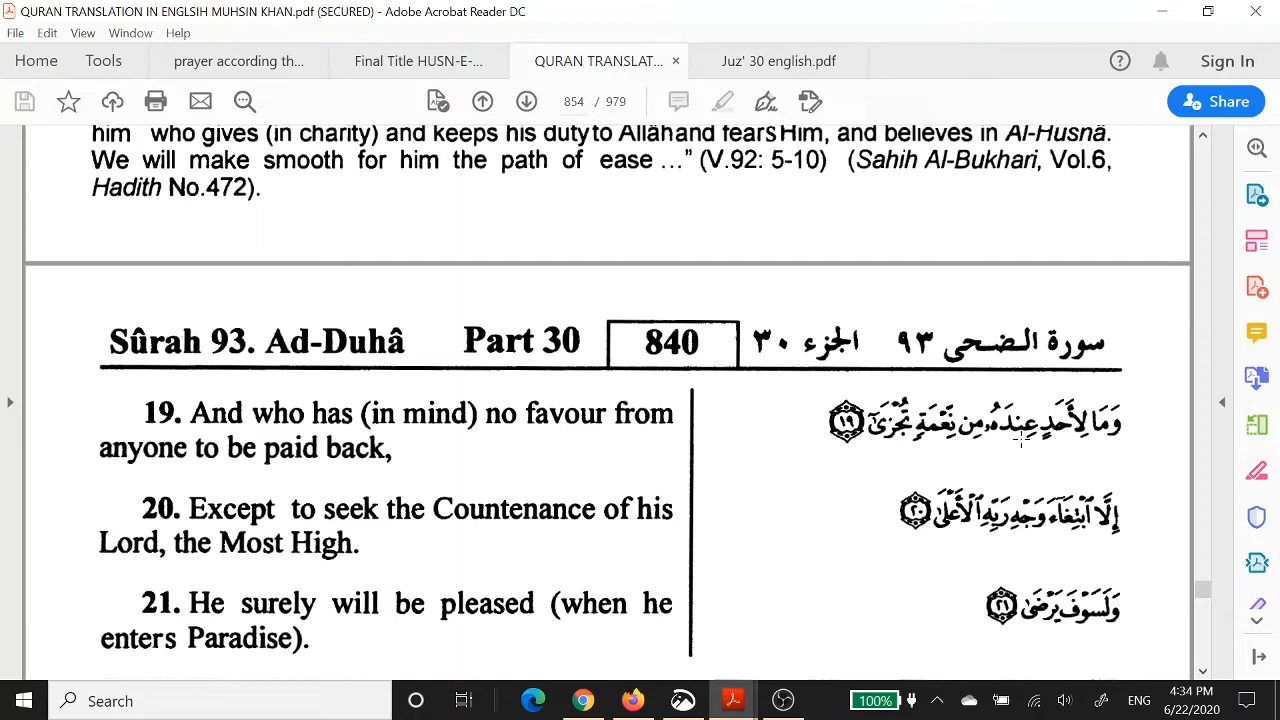 QURAN TRANSLATION IN ENGLSIH MUHSIN KHAN.pdf (SECURED) - Adobe Acrobat Reader DC
File Edit View Window Help
Home Tools prayer according th... Final Title HUSN-E-... QURAN TRANSLAT... × Juz' 30 english.pdf Sign In
854 / 979 Share
him who gives (in charity) and keeps his duty to Allâh and fears Him, and believes in Al-Husnâ.
We will make smooth for him the path of ease ..." (V.92: 5-10) (Sahih Al-Bukhari, Vol.6,
Hadith No.472).
Sûrah 93. Ad-Duhâ Part 30 840 الجزء ٣٠ سورة الضحى ٩٣
19. And who has (in mind) no favour from
anyone to be paid back,
وَمَا لِأَحَدٍ عِندَهُۥ مِن نِّعْمَةٍ تُجْزَىٰٓ ١٩
20. Except to seek the Countenance of his
Lord, the Most High.
إِلَّا ٱبْتِغَآءَ وَجْهِ رَبِّهِ ٱلْأَعْلَىٰ ٢٠
21. He surely will be pleased (when he
enters Paradise).
وَلَسَوْفَ يَرْضَىٰ ٢١
Search
100% ENG 4:34 PM
6/22/2020